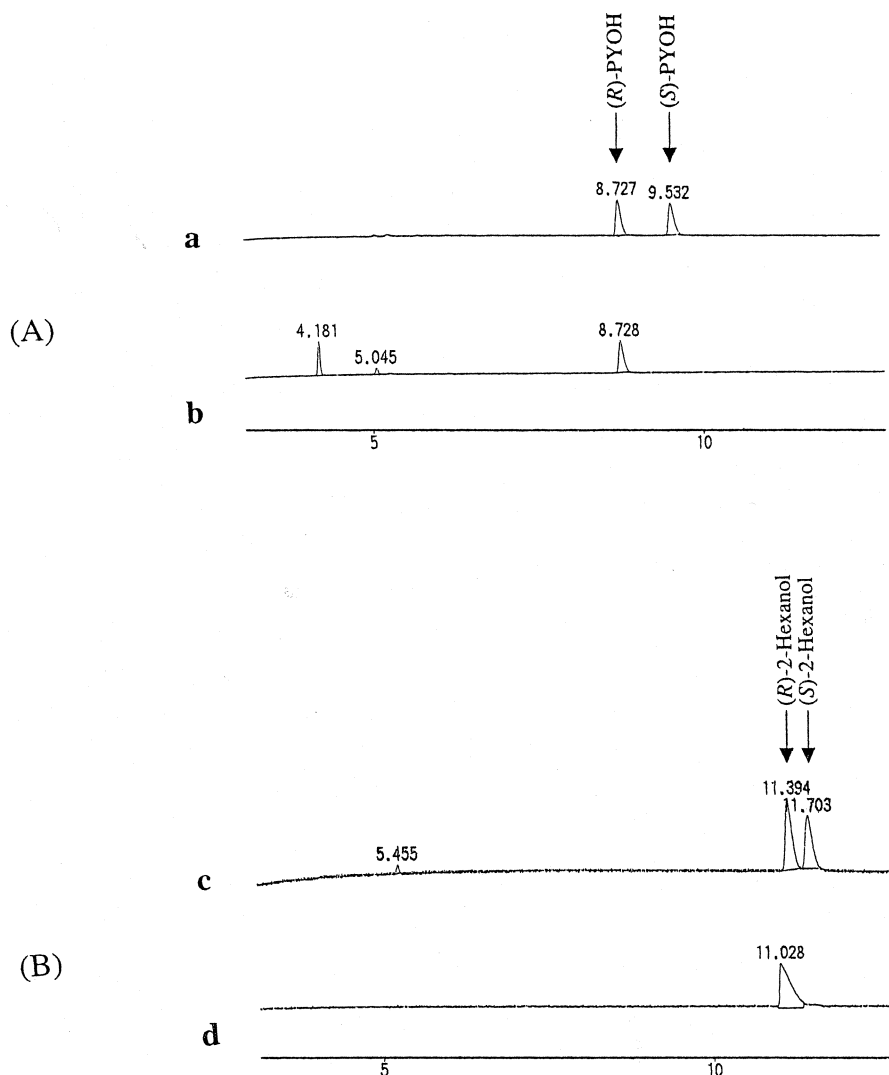 (R)-PYOH
(S)-PYOH
8.727
9.532
a
(A)
4.181
5.045
8.728
b
5
10
(R)-2-Hexanol
(S)-2-Hexanol
11.394
11.703
5.455
c
(B)
11.028
d
5
10